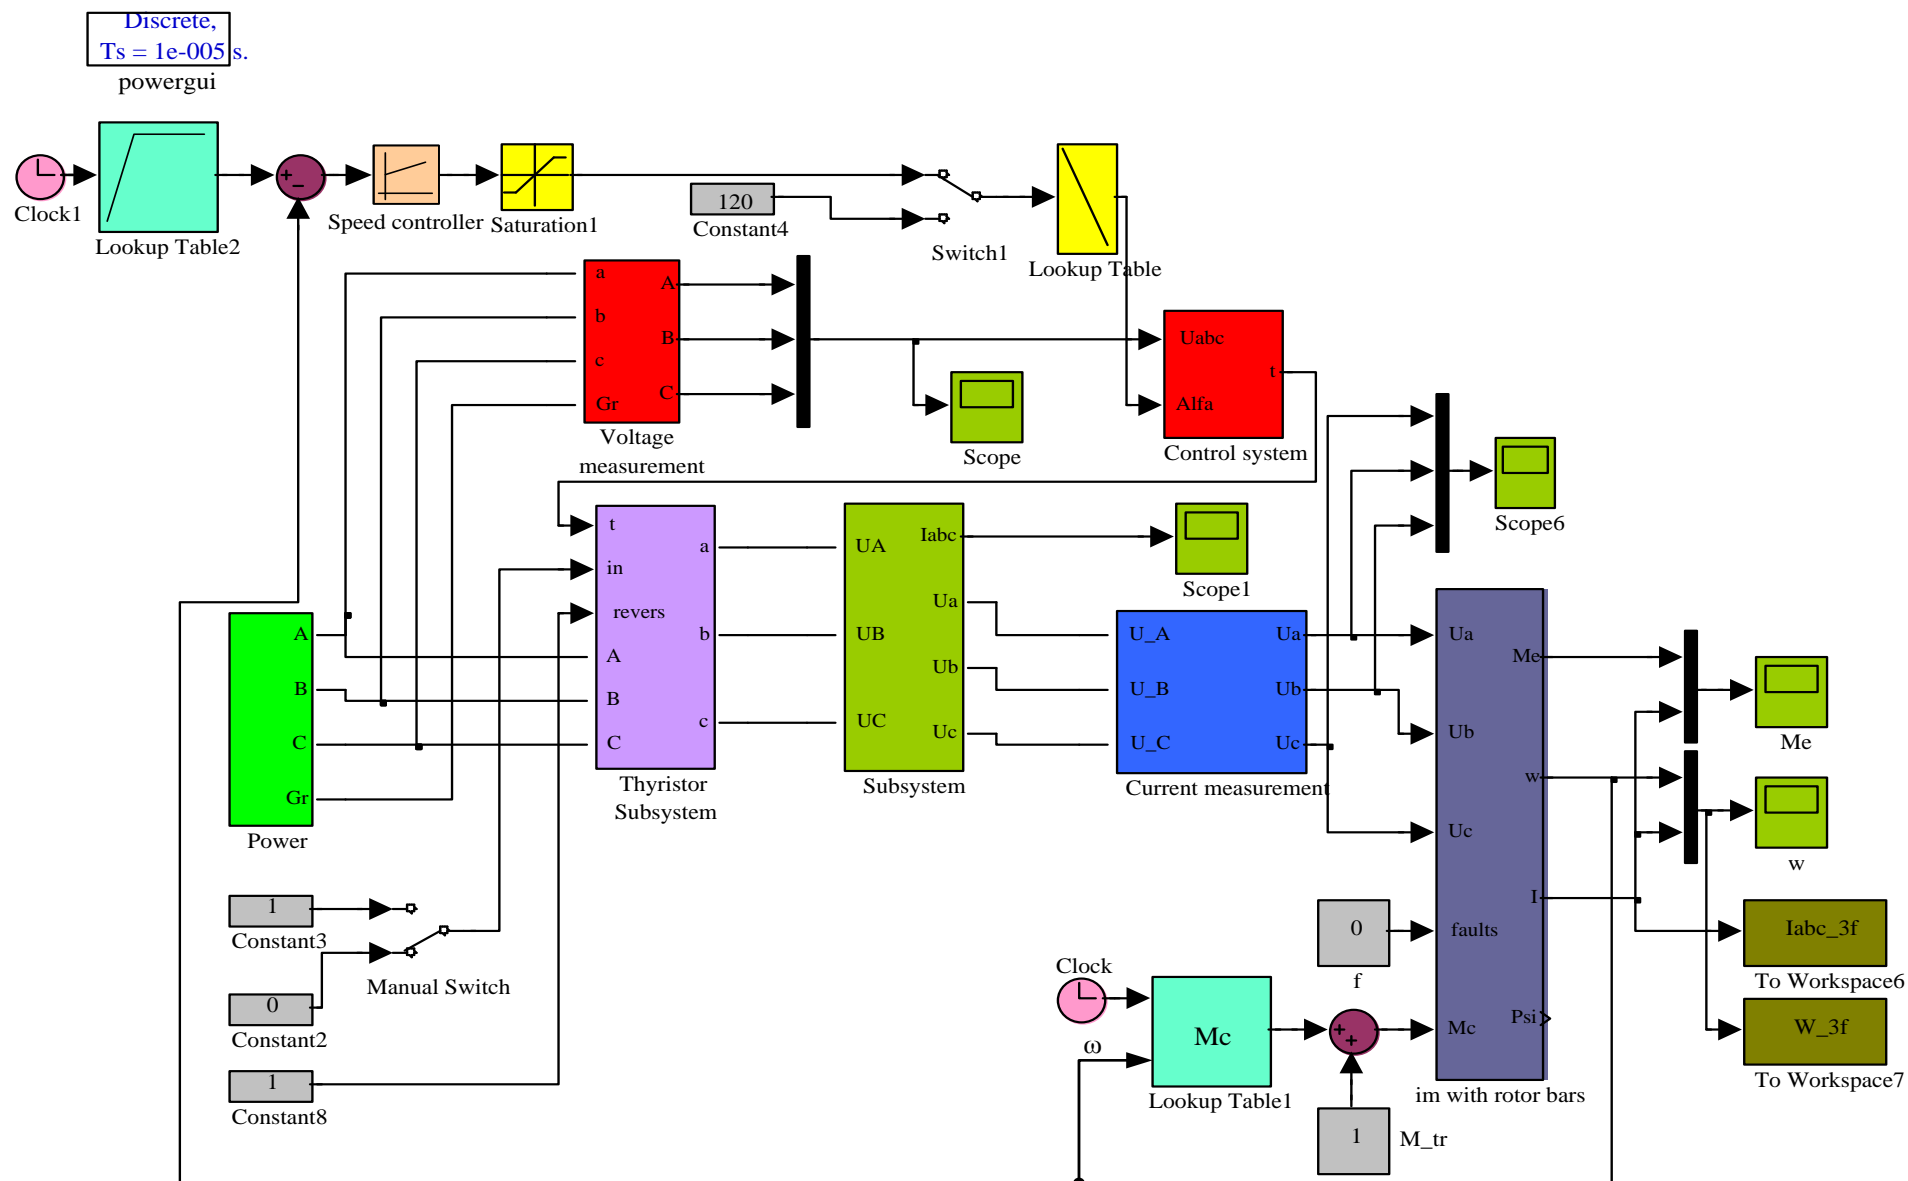 Discrete,
Ts = 1e-005 s.
powergui
Clock1
Lookup Table2
+
−
Speed controller
Saturation1
120
Constant4
Switch1
Lookup Table
a
b
c
Gr
A
B
C
Voltage
measurement
Scope
Uabc
Alfa
t
Control system
Scope6
t
in
revers
A
B
C
a
b
c
Thyristor
Subsystem
UA
UB
UC
Iabc
Ua
Ub
Uc
Subsystem
Scope1
U_A
U_B
U_C
Ua
Ub
Uc
Current measurement
A
B
C
Gr
Power
Ua
Ub
Uc
faults
Mc
Me
w
I
Psi
im with rotor bars
Me
w
Iabc_3f
To Workspace6
W_3f
To Workspace7
1
Constant3
0
Constant2
Manual Switch
1
Constant8
0
f
Clock
ω
Mc
Lookup Table1
+
+
1
M_tr